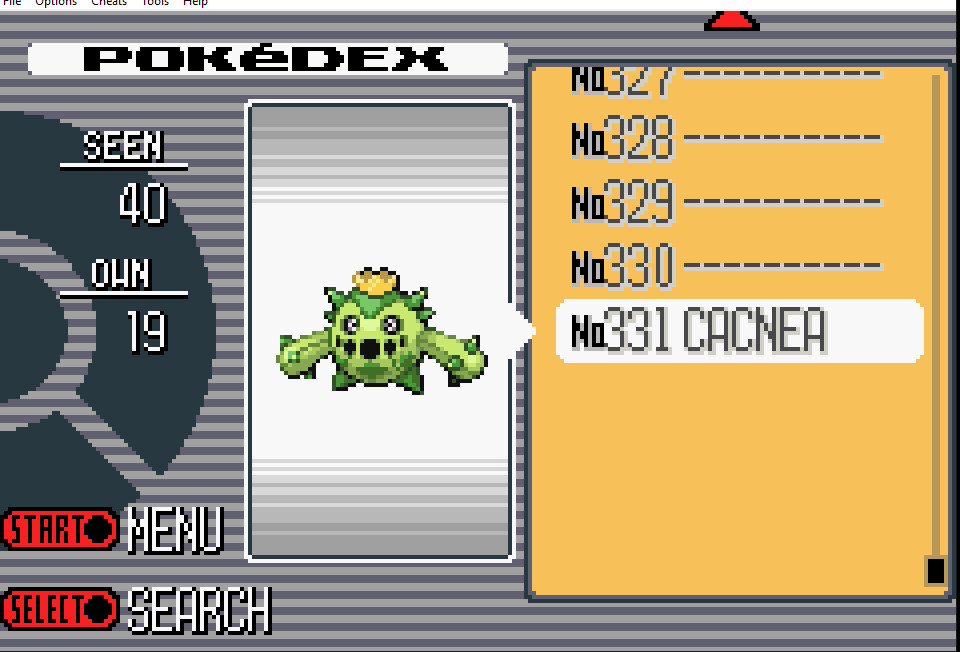 File Options Cheats Tools Help
POKéDEX
SEEN
40
OWN
19
No327 ----------
No328 ----------
No329 ----------
No330 ----------
No331 CACNEA
START MENU
SELECT SEARCH